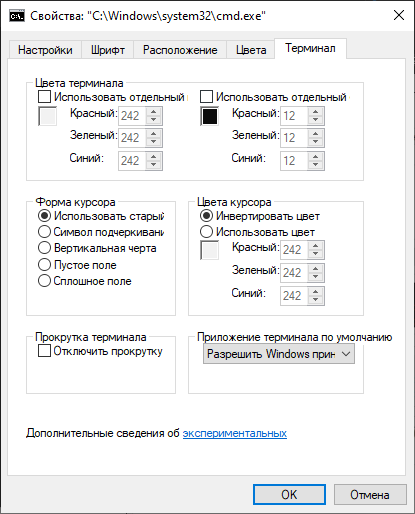 Свойства: "C:\Windows\system32\cmd.exe"
Настройки
Шрифт
Расположение
Цвета
Терминал
Цвета терминала
Использовать отдельный
Красный: 242
Зеленый: 242
Синий: 242
Использовать отдельный
Красный: 12
Зеленый: 12
Синий: 12
Форма курсора
Использовать старый
Символ подчеркивани
Вертикальная черта
Пустое поле
Сплошное поле
Цвета курсора
Инвертировать цвет
Использовать цвет
Красный: 242
Зеленый: 242
Синий: 242
Прокрутка терминала
Отключить прокрутку
Приложение терминала по умолчанию
Разрешить Windows прин
Дополнительные сведения об экспериментальных
OK
Отмена